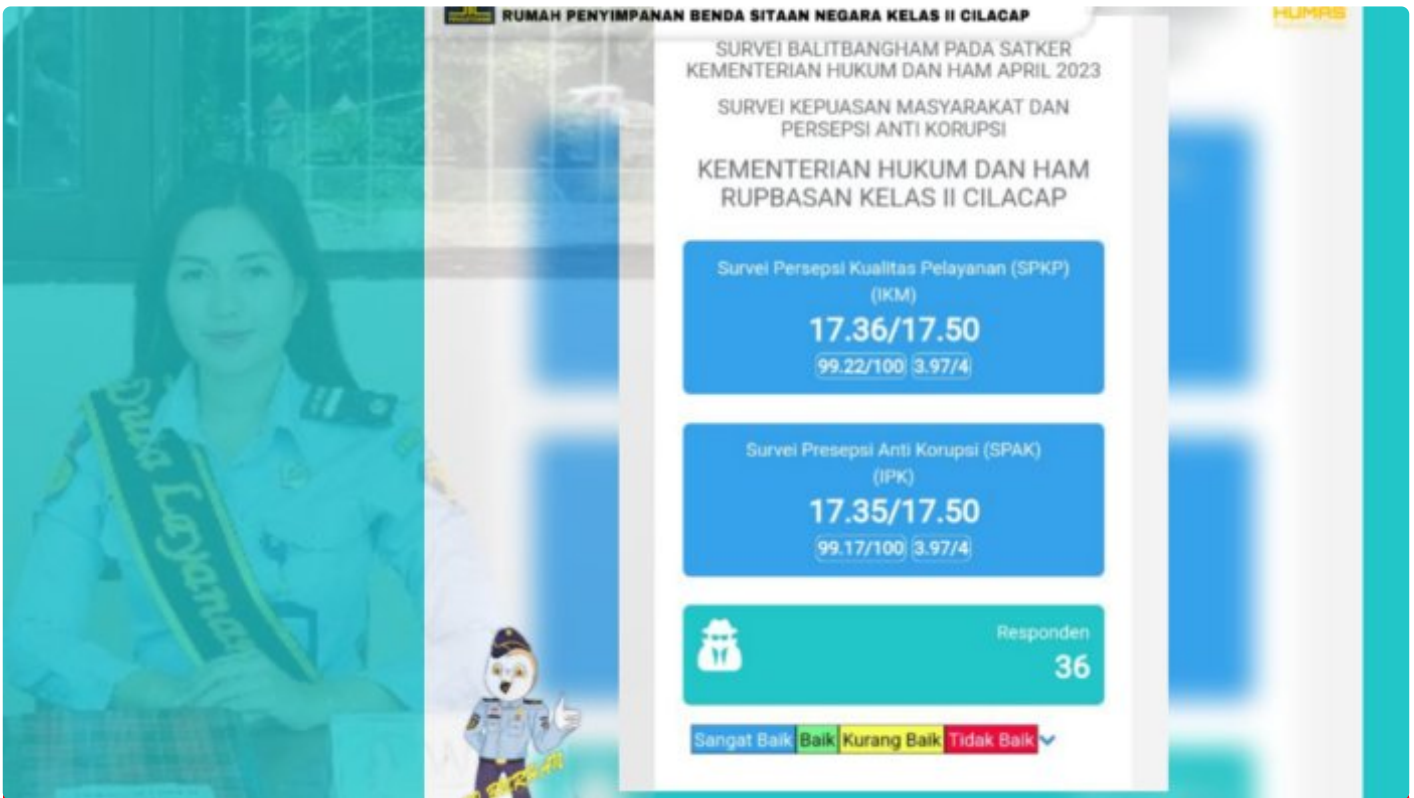 RUMAH PENYIMPANAN BENDA SITAAN NEGARA KELAS II CILACAP
HUMAS
SURVEI BALITBANGHAM PADA SATKER
KEMENTERIAN HUKUM DAN HAM APRIL 2023
SURVEI KEPUASAN MASYARAKAT DAN
PERSEPSI ANTI KORUPSI
KEMENTERIAN HUKUM DAN HAM
RUPBASAN KELAS II CILACAP
Survei Persepsi Kualitas Pelayanan (SPKP)
(IKM)
17.36/17.50
99.22/100 3.97/4
Survei Presepsi Anti Korupsi (SPAK)
(IPK)
17.35/17.50
99.17/100 3.97/4
Responden
36
Sangat Baik Baik Kurang Baik Tidak Baik
Duta Layanan